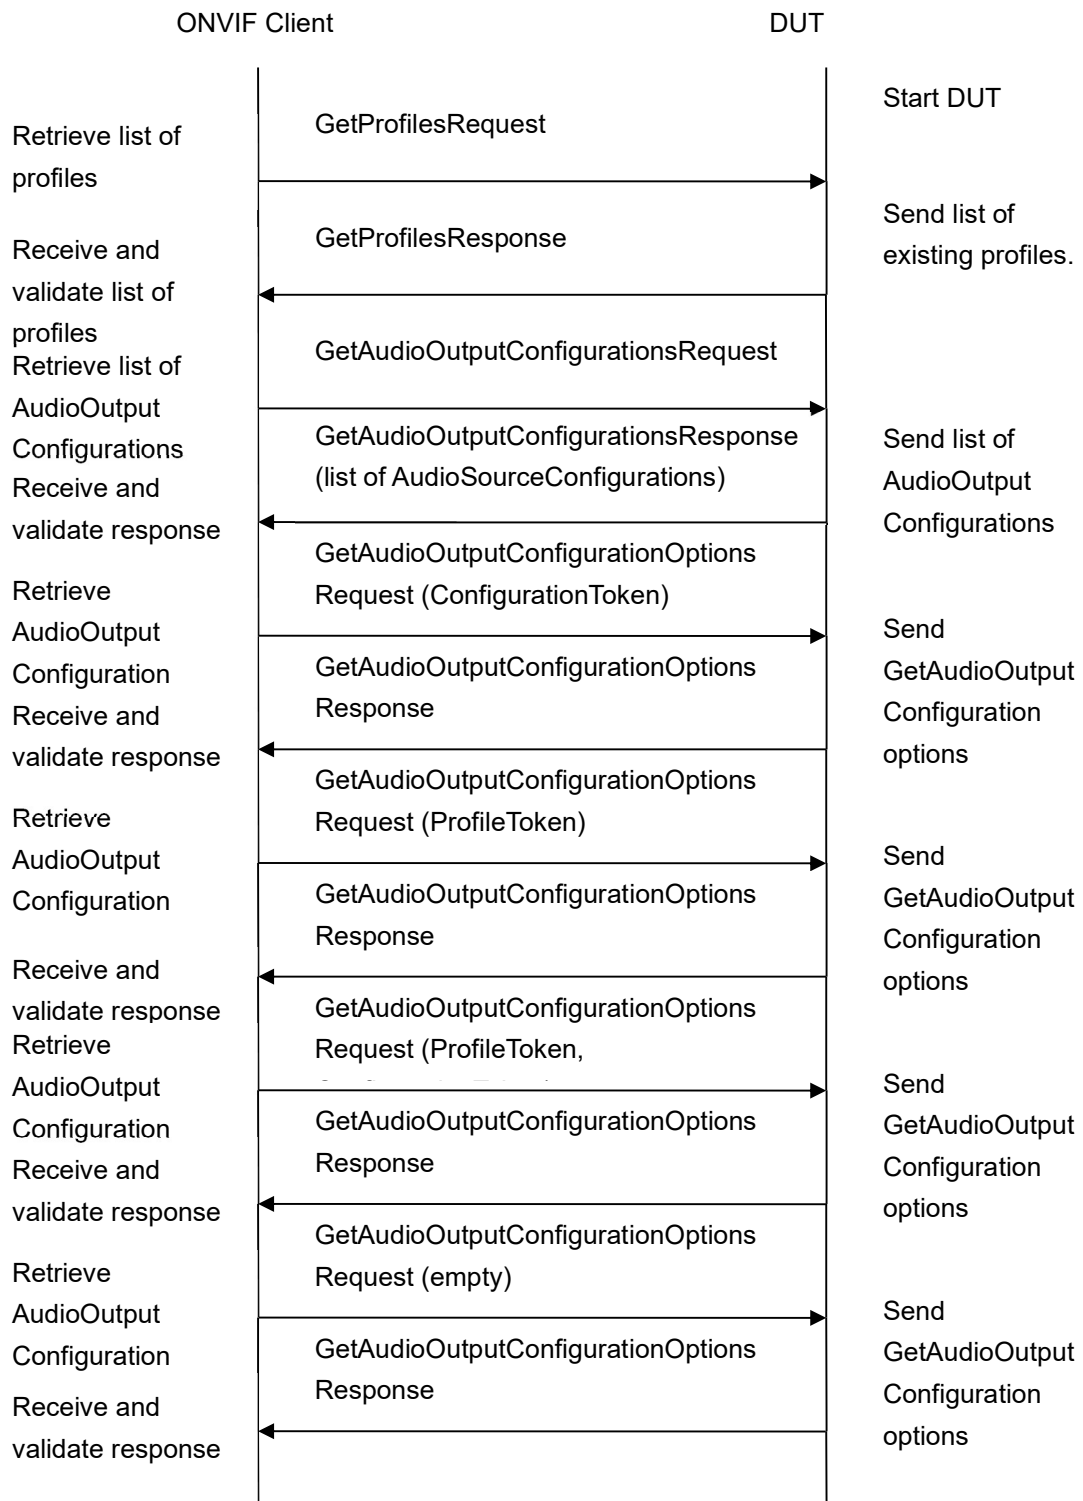 ONVIF Client
DUT
Start DUT
Retrieve list of
profiles
GetProfilesRequest
Send list of
existing profiles.
GetProfilesResponse
Receive and
validate list of
profiles
Retrieve list of
AudioOutput
Configurations
GetAudioOutputConfigurationsRequest
GetAudioOutputConfigurationsResponse
(list of AudioSourceConfigurations)
Send list of
AudioOutput
Configurations
Receive and
validate response
GetAudioOutputConfigurationOptions
Request (ConfigurationToken)
Retrieve
AudioOutput
Configuration
Send
GetAudioOutput
Configuration
options
GetAudioOutputConfigurationOptions
Response
Receive and
validate response
GetAudioOutputConfigurationOptions
Request (ProfileToken)
Retrieve
AudioOutput
Configuration
Send
GetAudioOutput
Configuration
options
GetAudioOutputConfigurationOptions
Response
Receive and
validate response
GetAudioOutputConfigurationOptions
Request (ProfileToken,
Retrieve
AudioOutput
Configuration
Send
GetAudioOutput
Configuration
options
GetAudioOutputConfigurationOptions
Response
Receive and
validate response
GetAudioOutputConfigurationOptions
Request (empty)
Retrieve
AudioOutput
Configuration
Send
GetAudioOutput
Configuration
options
GetAudioOutputConfigurationOptions
Response
Receive and
validate response